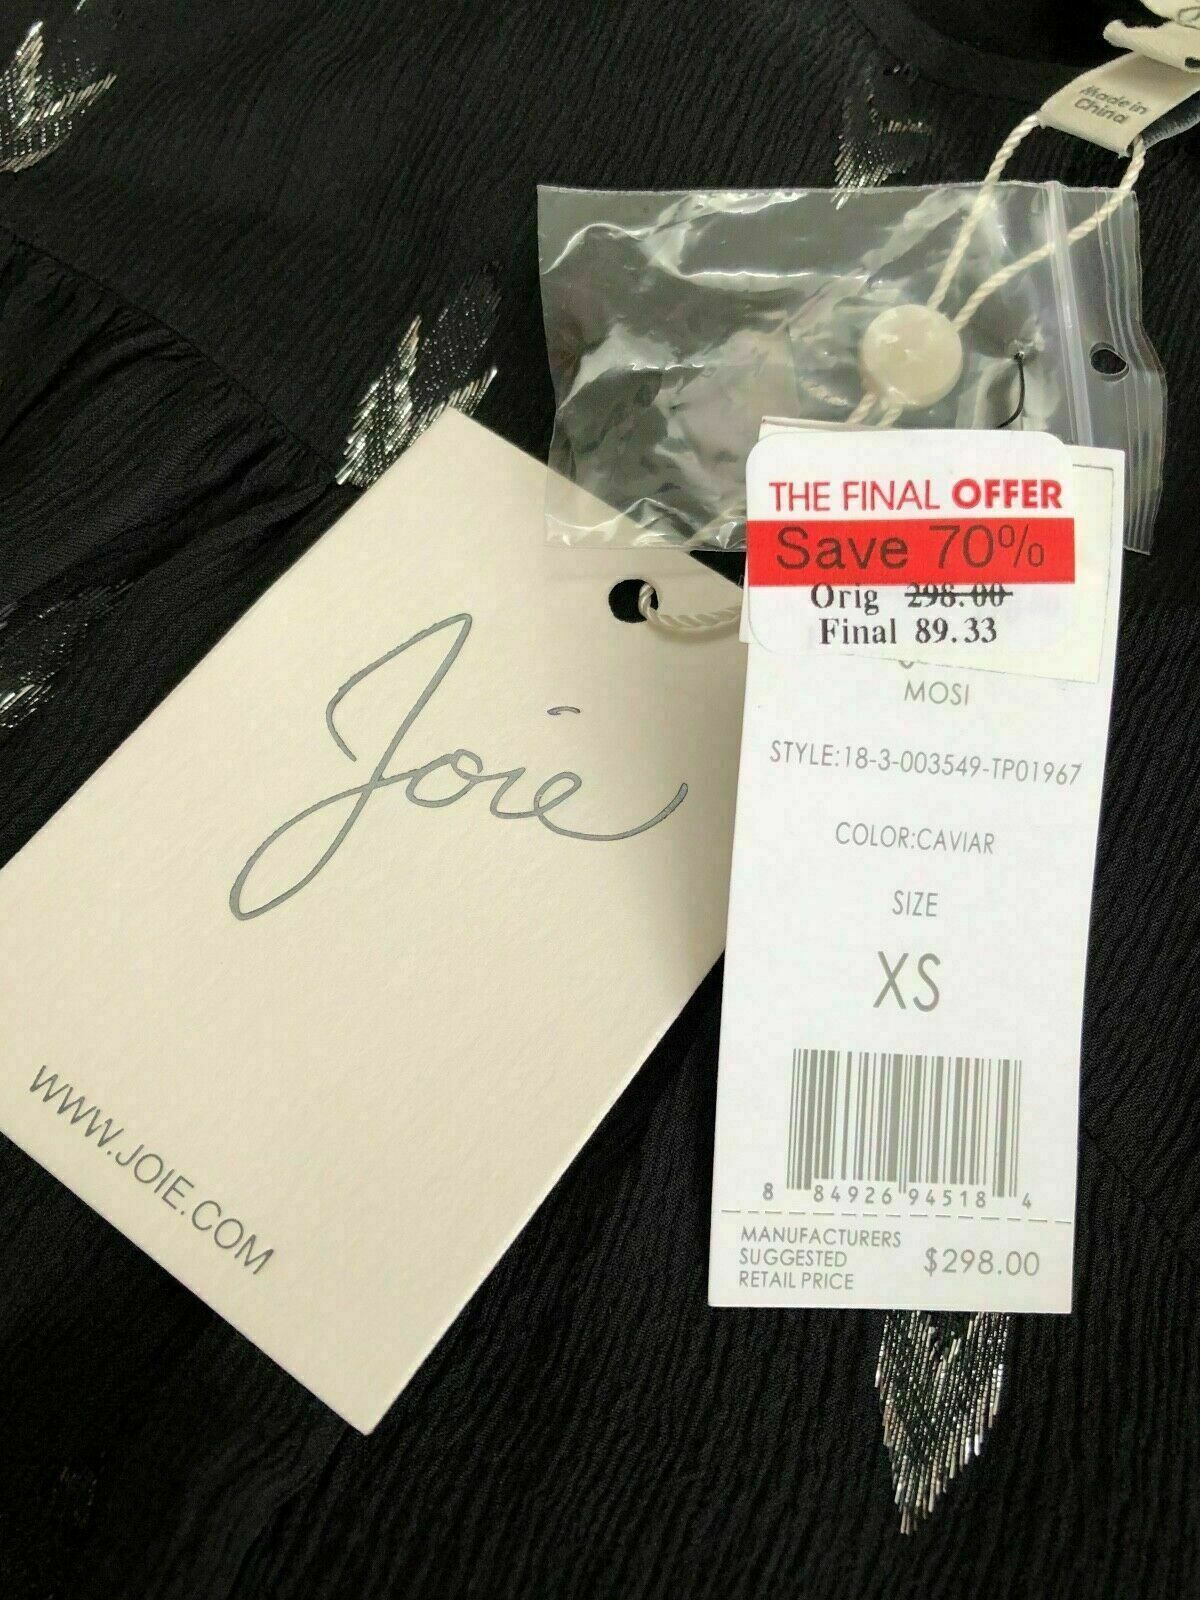 Made in
China
THE FINAL OFFER
Save 70%
Orig 298.00
Final 89.33
MOSI
STYLE:18-3-003549-TP01967
COLOR:CAVIAR
SIZE
XS
8 84926 94518 4
MANUFACTURERS
SUGGESTED
RETAIL PRICE
$298.00
Joie
WWW.JOIE.COM